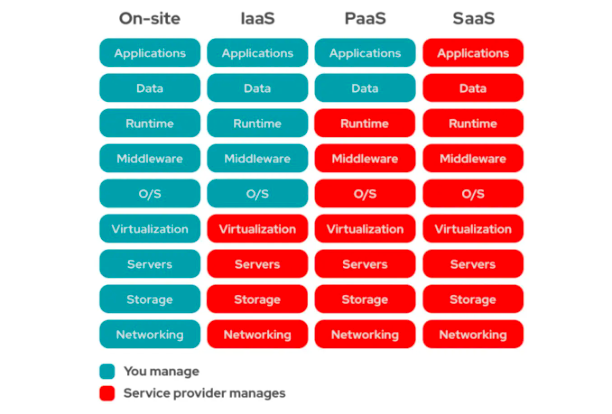 On-site IaaS PaaS SaaS
Applications Applications Applications Applications
Data Data Data Data
Runtime Runtime Runtime Runtime
Middleware Middleware Middleware Middleware
O/S O/S O/S O/S
Virtualization Virtualization Virtualization Virtualization
Servers Servers Servers Servers
Storage Storage Storage Storage
Networking Networking Networking Networking
You manage
Service provider manages